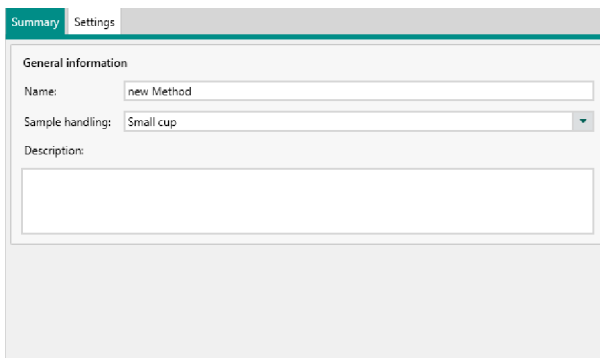 Summary Settings
General information
Name: new Method
Sample handling: Small cup
Description: